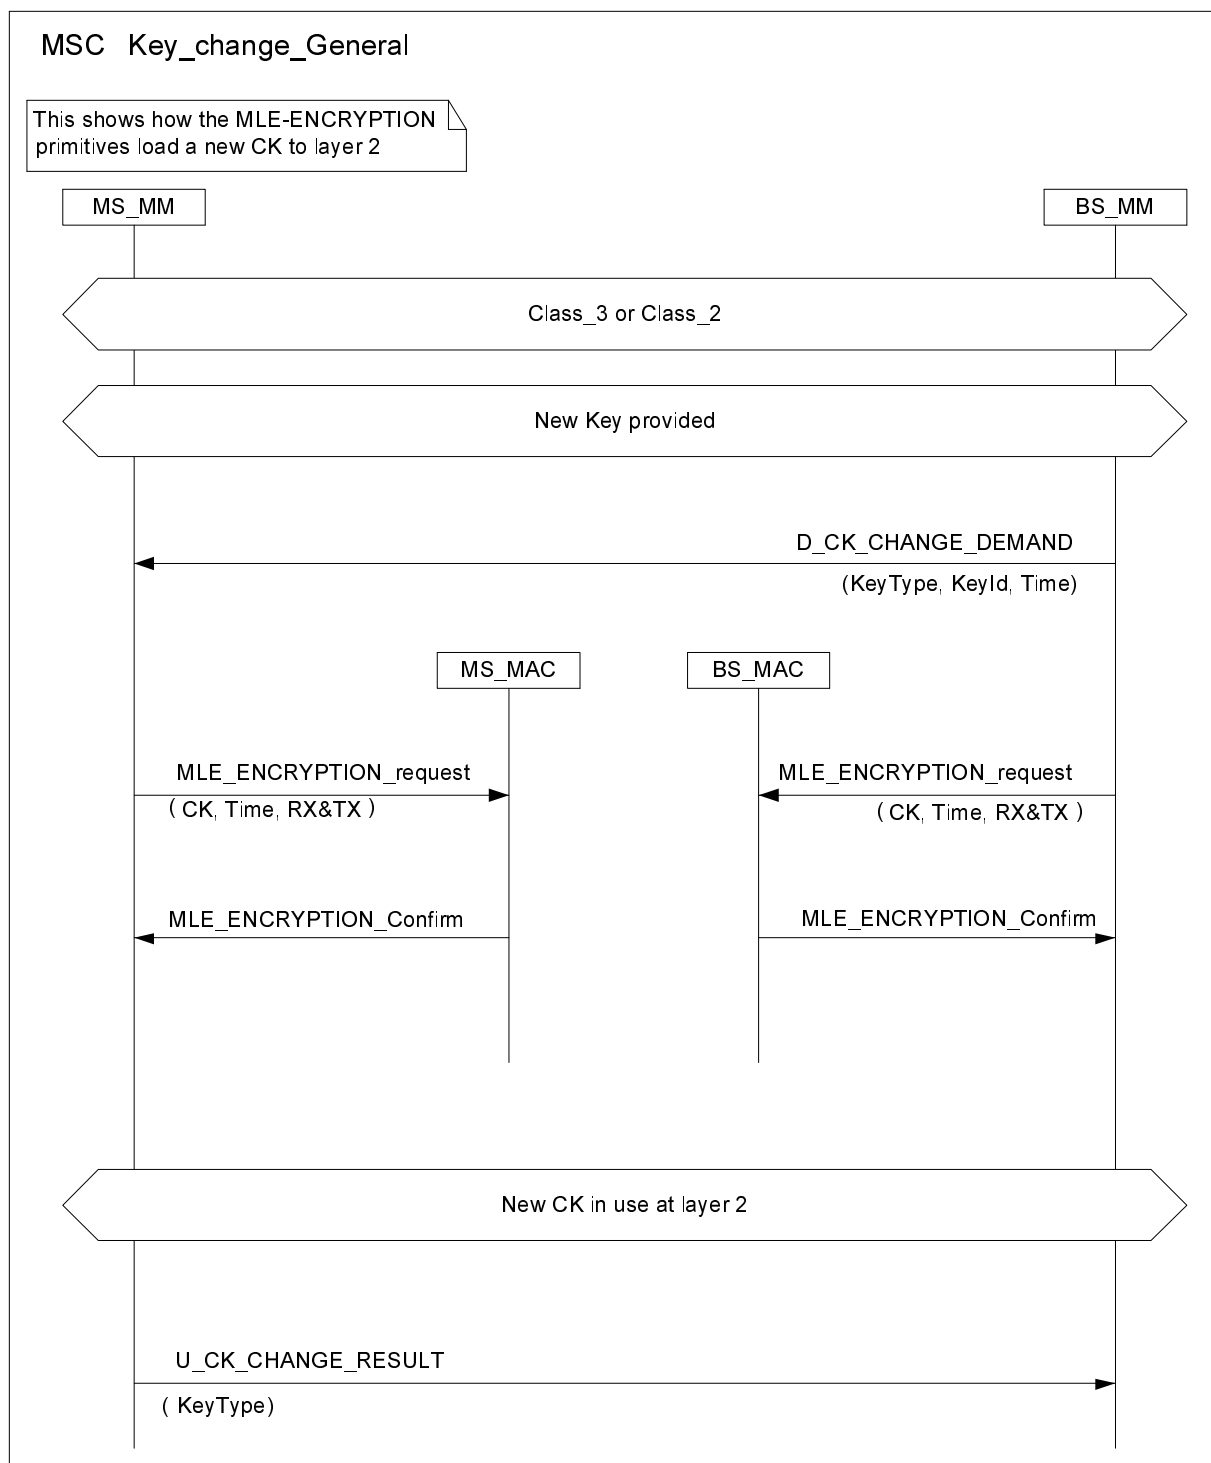 MSC Key_change_General
This shows how the MLE-ENCRYPTION
primitives load a new CK to layer 2
MS_MM
BS_MM
Class_3 or Class_2
New Key provided
D_CK_CHANGE_DEMAND
(KeyType, KeyId, Time)
MS_MAC
BS_MAC
MLE_ENCRYPTION_request
MLE_ENCRYPTION_request
( CK, Time, RX&TX )
( CK, Time, RX&TX )
MLE_ENCRYPTION_Confirm
MLE_ENCRYPTION_Confirm
New CK in use at layer 2
U_CK_CHANGE_RESULT
( KeyType)